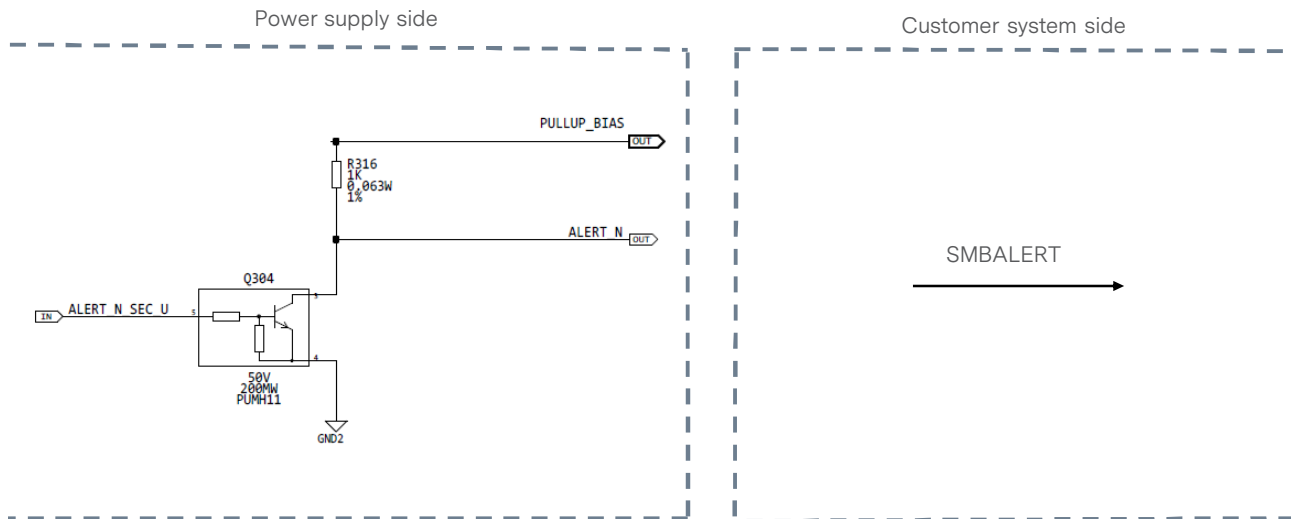 Power supply side
Customer system side
PULLUP_BIAS
OUT
R316
1K
0,063W
1%
ALERT_N
OUT
SMBALERT
Q304
3
IN
ALERT_N_SEC_U
5
4
50V
200MW
PUMH11
GND2